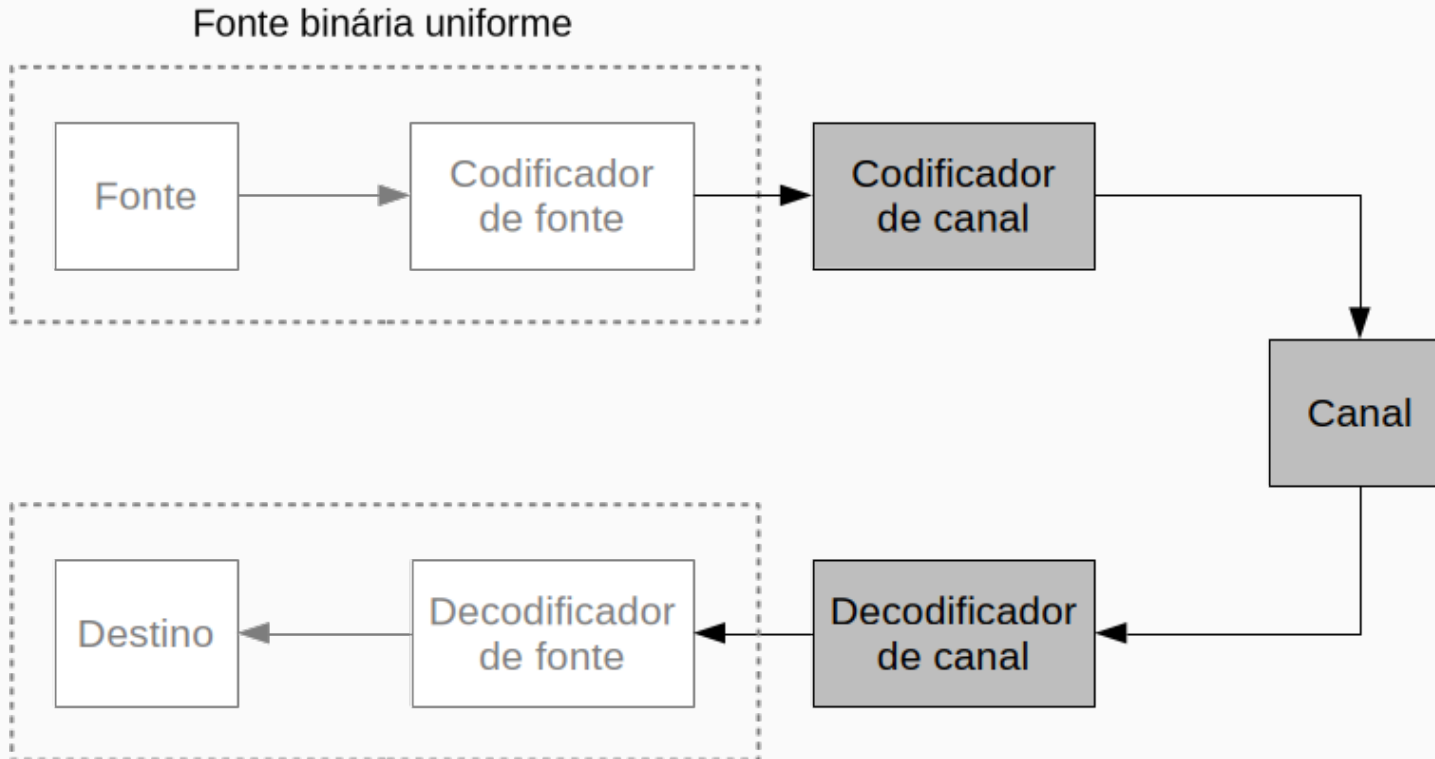 Fonte binária uniforme
Fonte
Codificador
de fonte
Codificador
de canal
Canal
Destino
Decodificador
de fonte
Decodificador
de canal